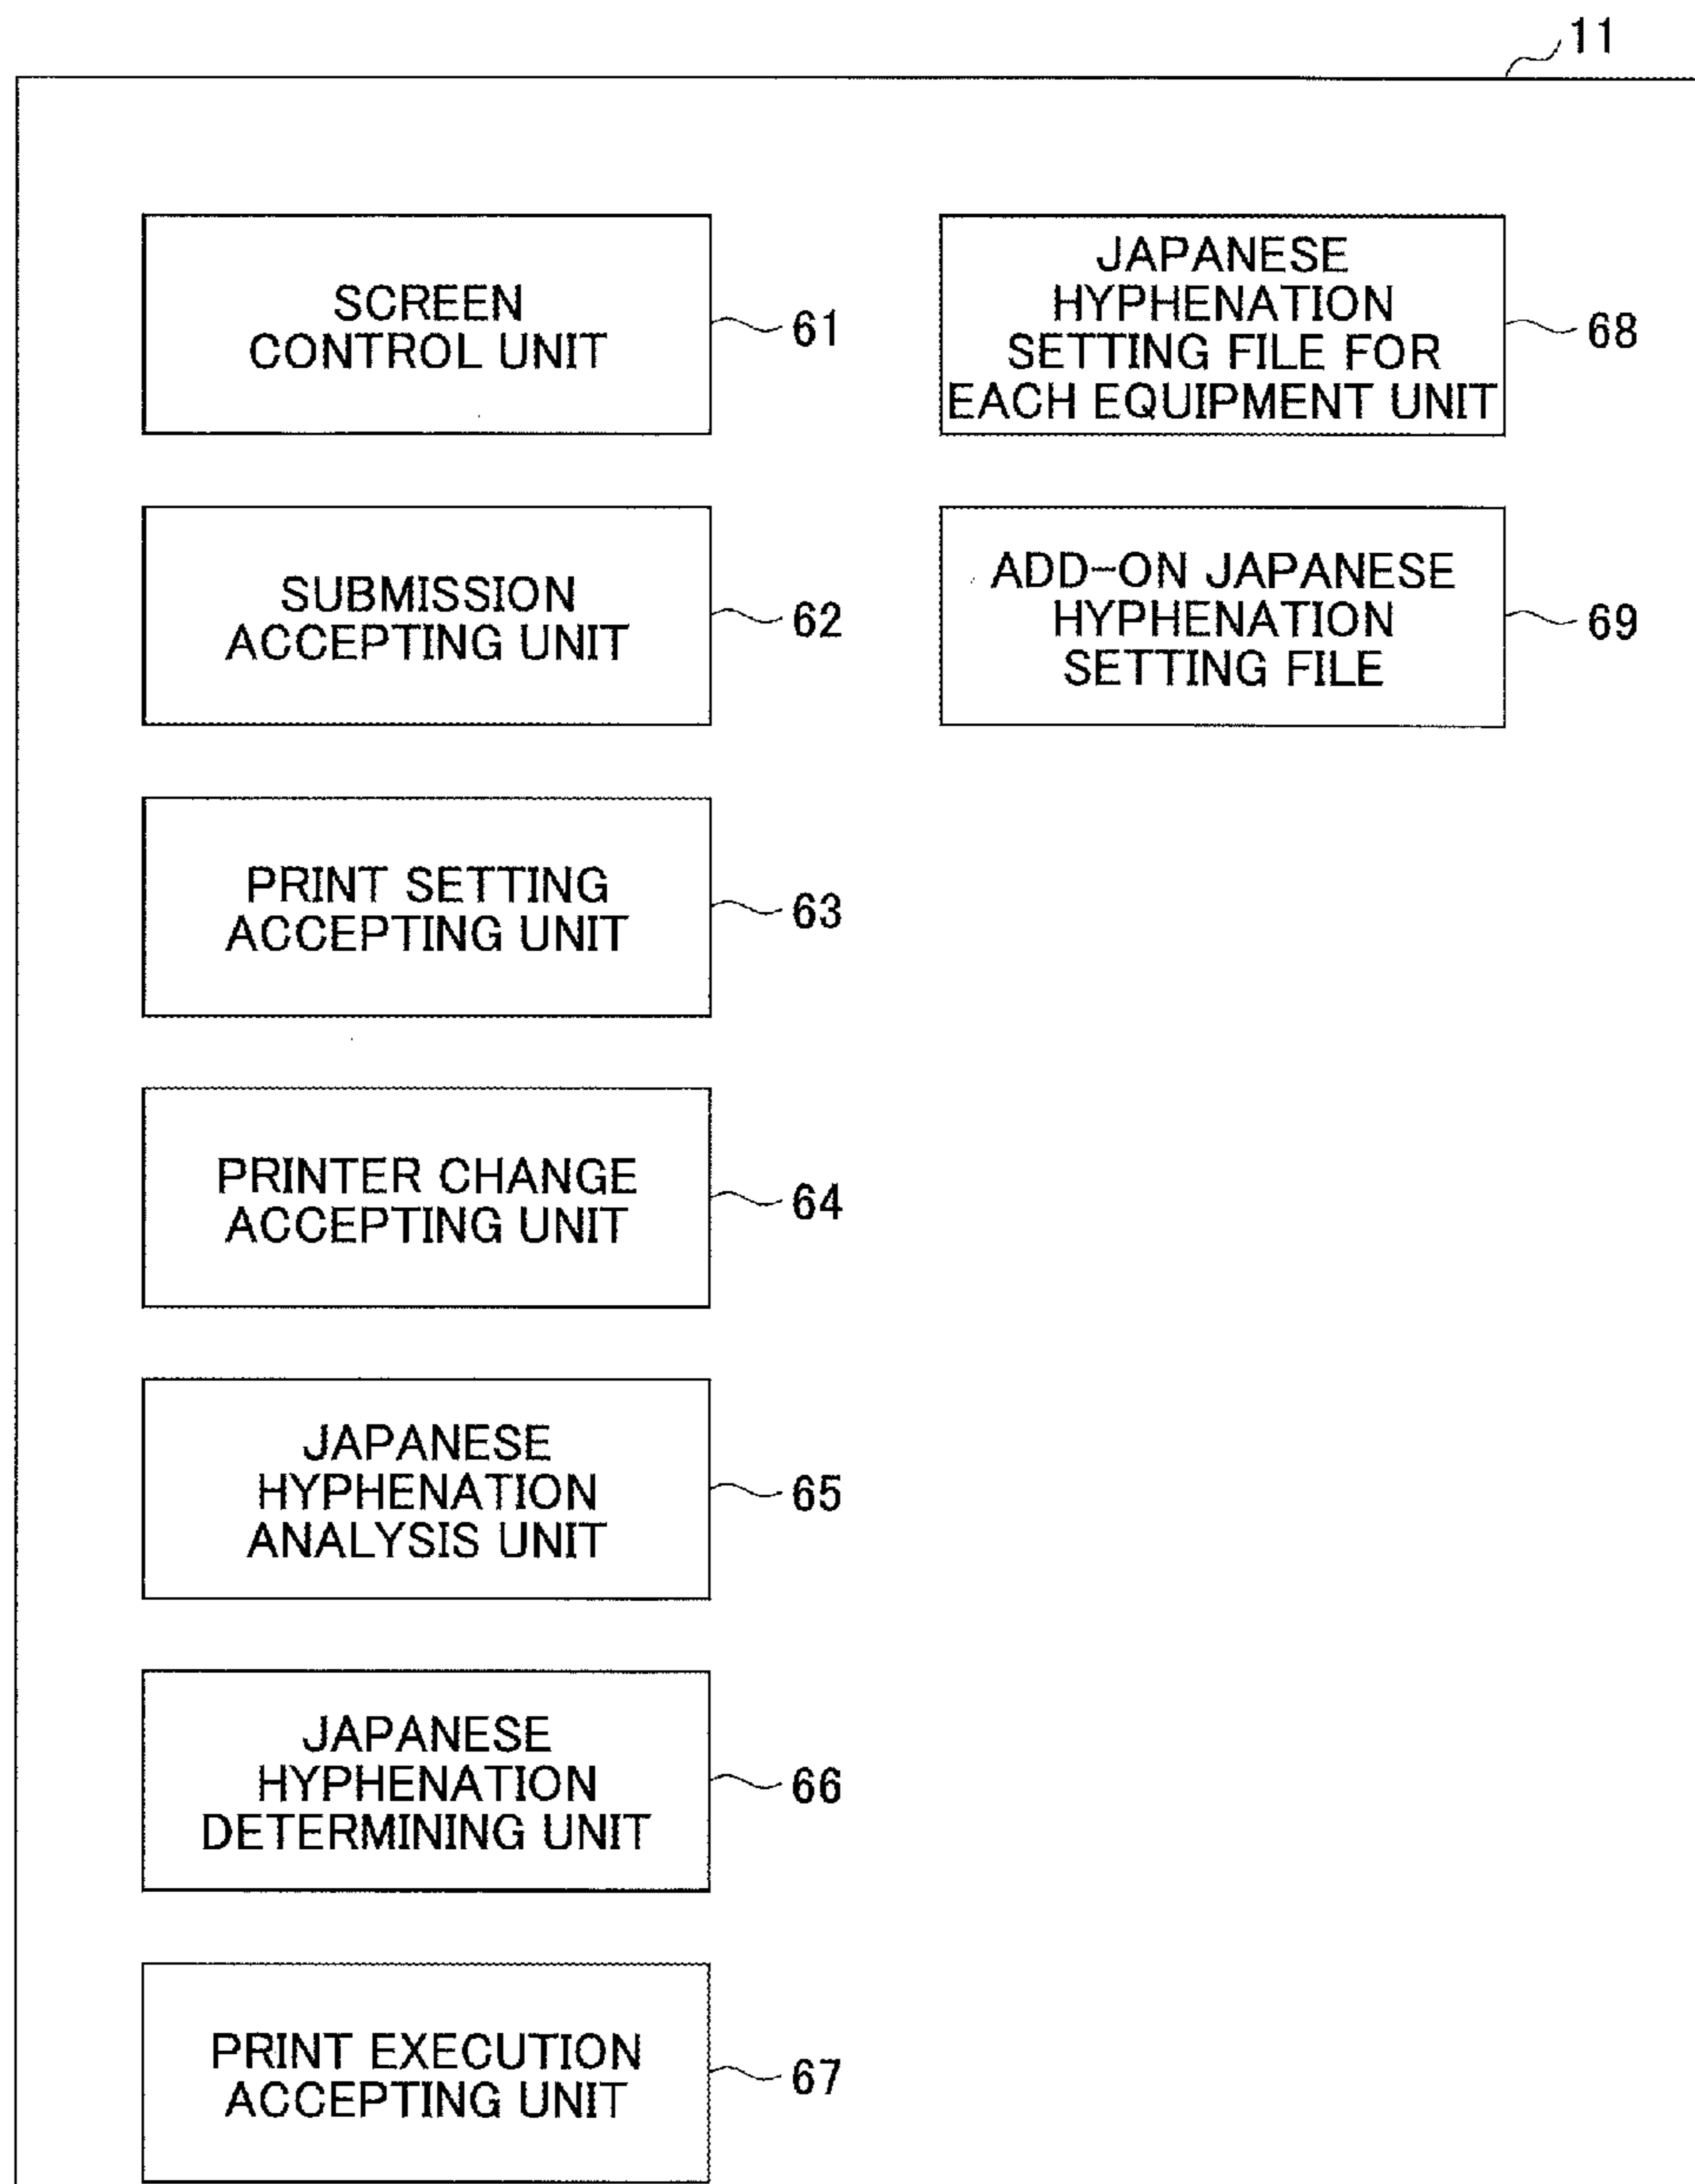 11
SCREEN
CONTROL UNIT
61
SUBMISSION
ACCEPTING UNIT
62
PRINT SETTING
ACCEPTING UNIT
63
PRINTER CHANGE
ACCEPTING UNIT
64
JAPANESE
HYPHENATION
ANALYSIS UNIT
65
JAPANESE
HYPHENATION
DETERMINING UNIT
66
PRINT EXECUTION
ACCEPTING UNIT
67
JAPANESE
HYPHENATION
SETTING FILE FOR
EACH EQUIPMENT UNIT
68
ADD-ON JAPANESE
HYPHENATION
SETTING FILE
69